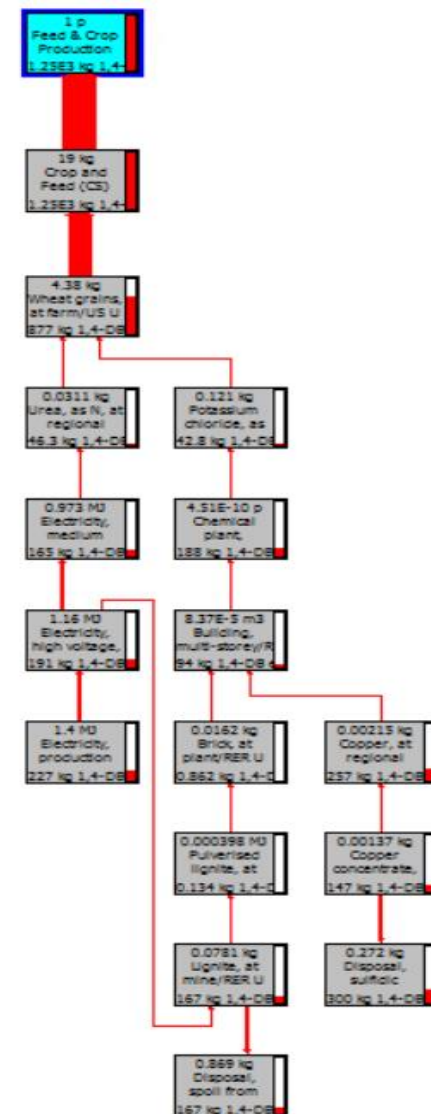 1 p
Feed & Crop
Production
1.25E3 kg 1,4-
19 kg
Crop and
Feed (CS)
1.25E3 kg 1,4-
4.38 kg
Wheat grains,
at farm/US U
877 kg 1,4-DB
0.0311 kg
Urea, as N, at
regional
46.3 kg 1,4-DB
0.121 kg
Potassium
chloride, as
42.8 kg 1,4-DB
0.973 MJ
Electricity,
medium
165 kg 1,4-DB
4.51E-10 p
Chemical
plant,
188 kg 1,4-DB
1.16 MJ
Electricity,
high voltage,
191 kg 1,4-DB
8.37E-5 m3
Building,
multi-storey/R
94 kg 1,4-DB e
1.4 MJ
Electricity,
production
227 kg 1,4-DB
0.0162 kg
Brick, at
plant/RER U
0.862 kg 1,4-D
0.00215 kg
Copper, at
regional
257 kg 1,4-DB
0.000398 MJ
Pulverised
lignite, at
0.134 kg 1,4-D
0.00137 kg
Copper
concentrate,
147 kg 1,4-DB
0.0781 kg
Lignite, at
mine/RER U
167 kg 1,4-DB
0.272 kg
Disposal,
sulfidic
300 kg 1,4-DB
0.869 kg
Disposal,
spoil from
167 kg 1,4-DB